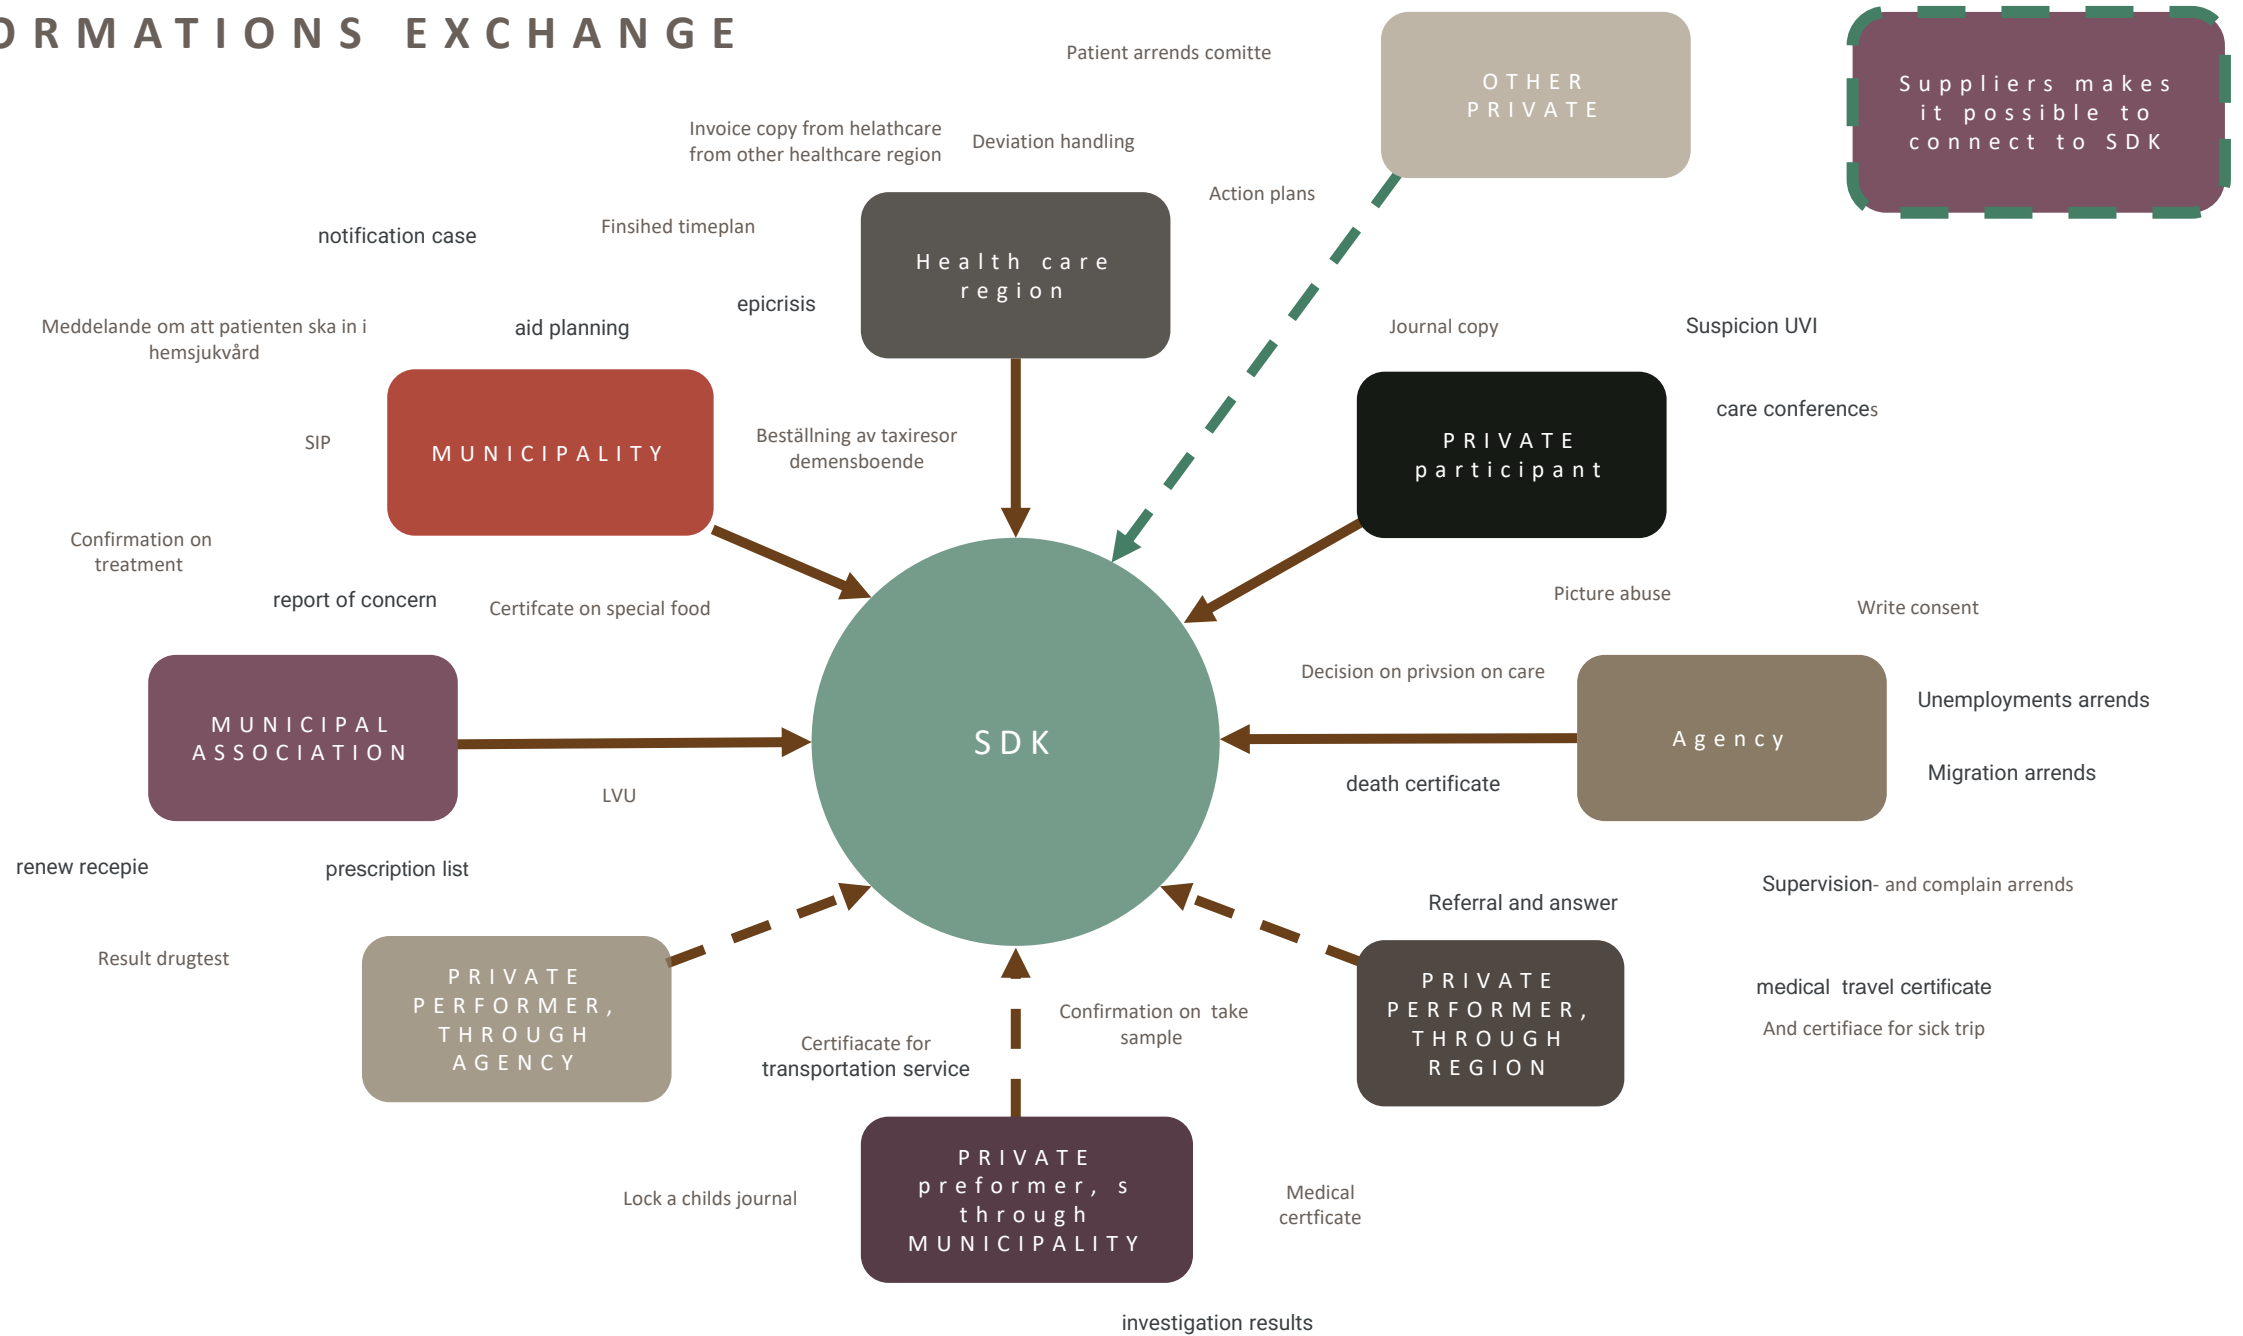 ORMATIONS EXCHANGE
Patient arrends comitte
OTHER
PRIVATE
Suppliers makes
it possible to
connect to SDK
Invoice copy from helathcare
from other healthcare region
Deviation handling
Action plans
notification case
Finsihed timeplan
Health care
region
epicrisis
Meddelande om att patienten ska in i
hemsjukvård
aid planning
Journal copy
Suspicion UVI
care conferences
SIP
MUNICIPALITY
Beställning av taxiresor
demensboende
PRIVATE
participant
Confirmation on
treatment
report of concern
Certifcate on special food
Picture abuse
Write consent
Decision on privsion on care
MUNICIPAL
ASSOCIATION
SDK
Agency
Unemployments arrends
Migration arrends
LVU
death certificate
renew recepie
prescription list
Referral and answer
Supervision- and complain arrends
Result drugtest
PRIVATE
PERFORMER,
THROUGH
AGENCY
Certifiacate for
transportation service
Confirmation on  take
sample
PRIVATE
PERFORMER,
THROUGH
REGION
medical  travel certificate
And certifiace for sick trip
Lock a childs journal
PRIVATE
preformer, s
through
MUNICIPALITY
Medical
certficate
investigation results